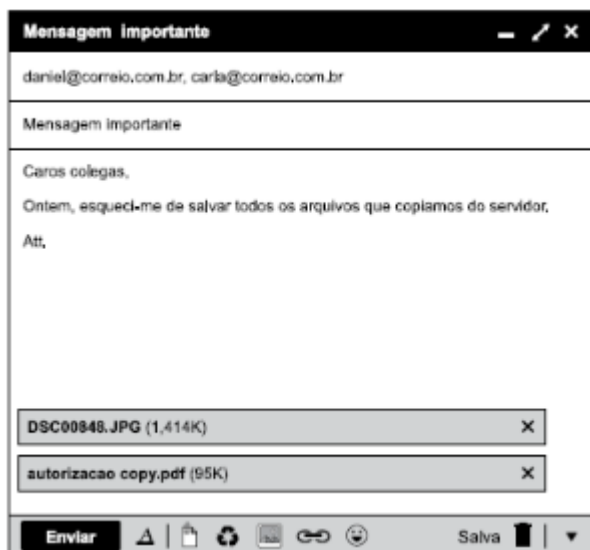 Mensagem importante
daniel@correio.com.br, carla@correio.com.br
Mensagem importante
Caros colegas,
Ontem, esqueci-me de salvar todos os arquivos que copiamos do servidor.
Att,
DSC00848.JPG (1,414K)
autorizacao copy.pdf (95K)
Enviar A Salva